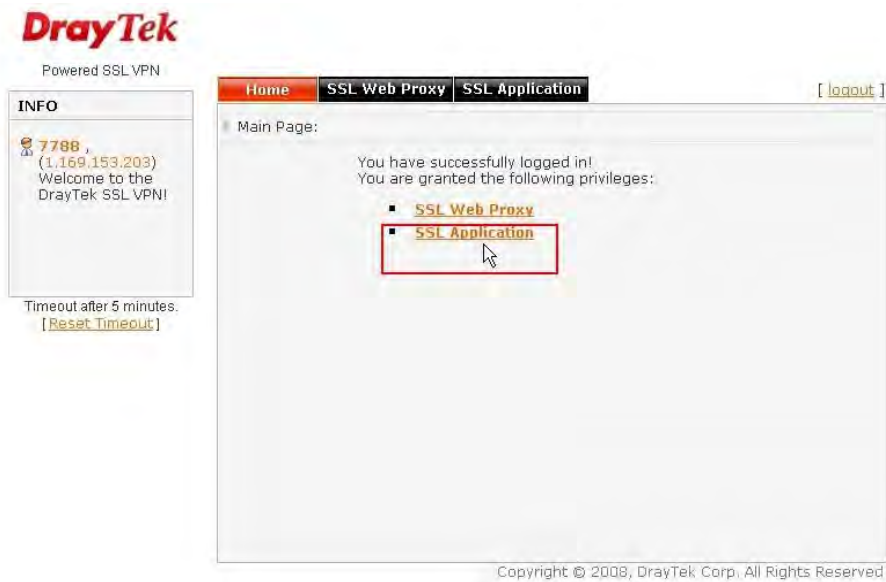 DrayTek
Powered SSL VPN
INFO
7788 ,
(1.169.153.203)
Welcome to the
DrayTek SSL VPN!
Timeout after 5 minutes.
[ Reset Timeout ]
Home SSL Web Proxy SSL Application [ logout ]
Main Page:
You have successfully logged in!
You are granted the following privileges:
SSL Web Proxy
SSL Application
Copyright © 2008, DrayTek Corp. All Rights Reserved